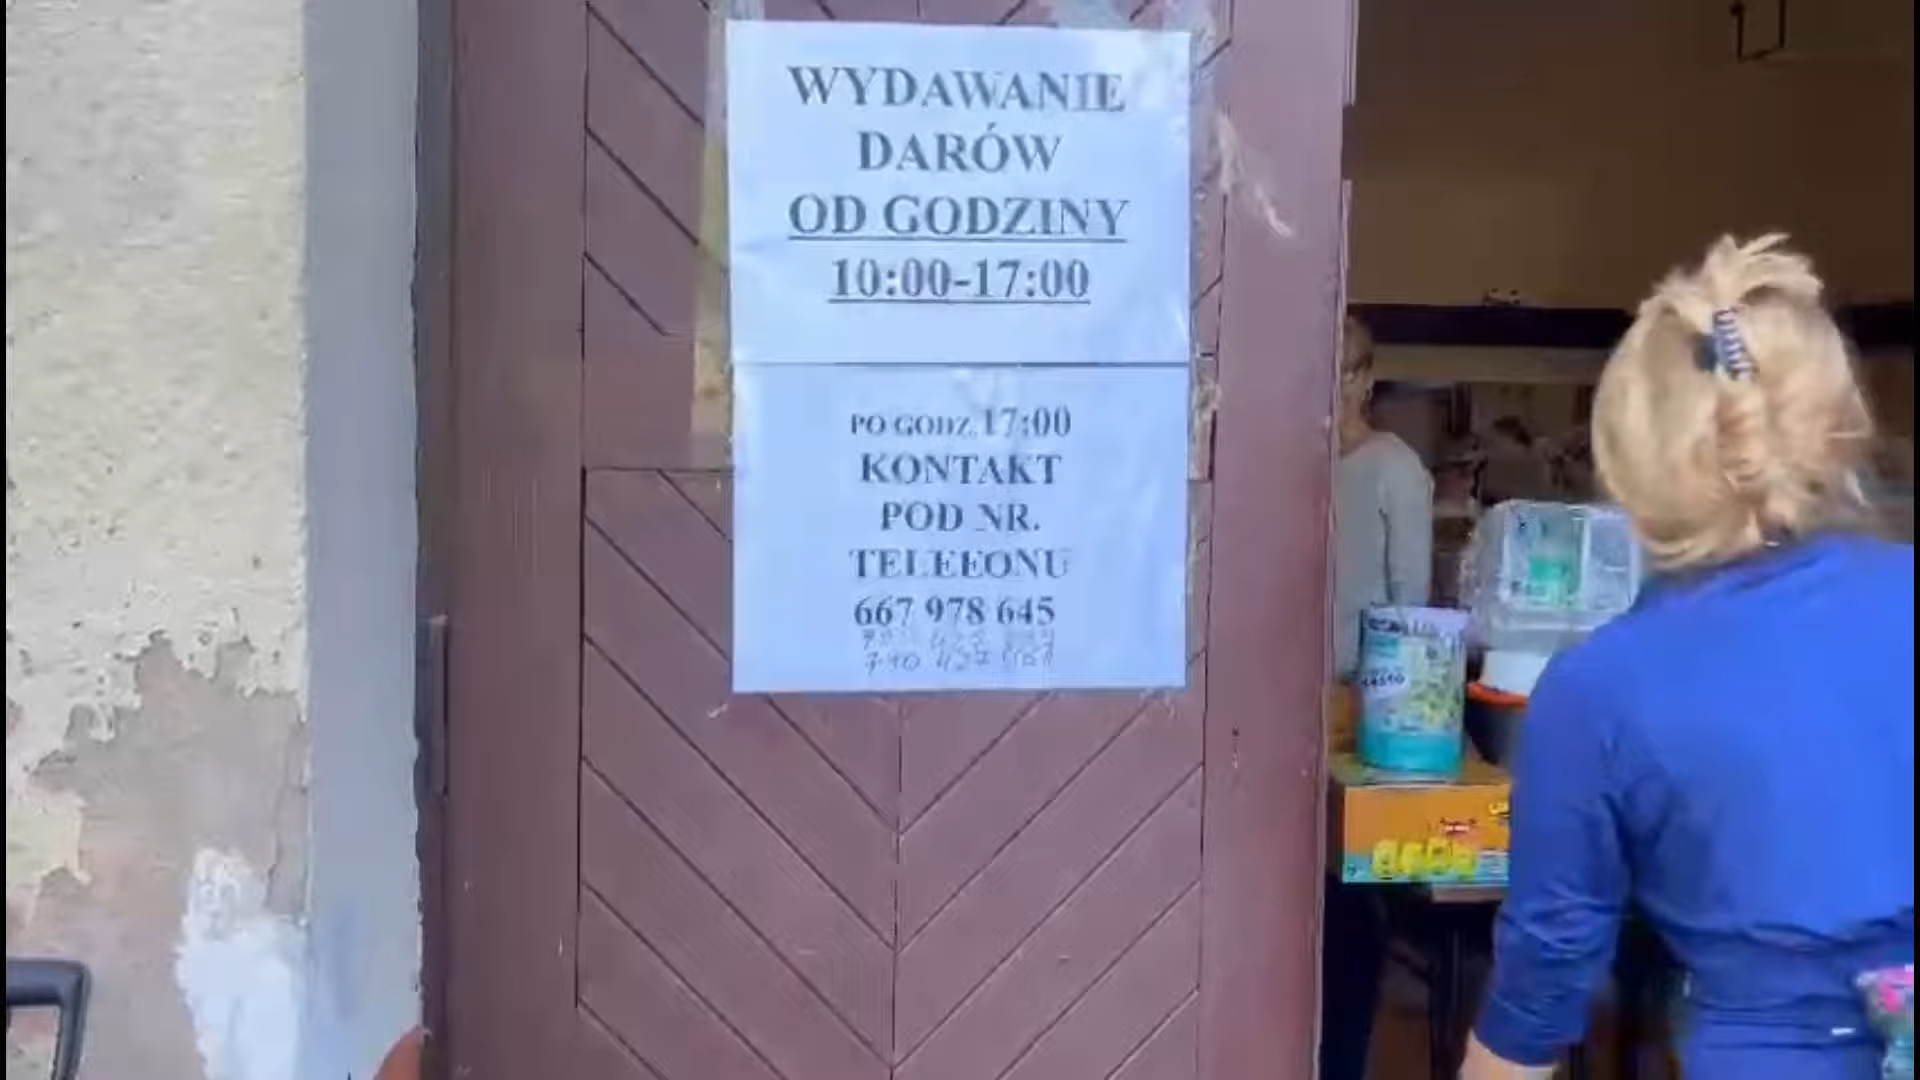 WYDAWANIE
DARÓW
OD GODZINY
10:00-17:00
PO GODZ. 17:00
KONTAKT
POD NR.
TELEFONU
667 978 645